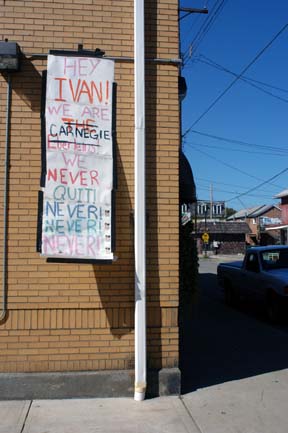 HEY
IVAN!
WE ARE
THE
CARNEGIE
WE
NEVER
QUIT!
NEVER!
NEVER!
NEVER!